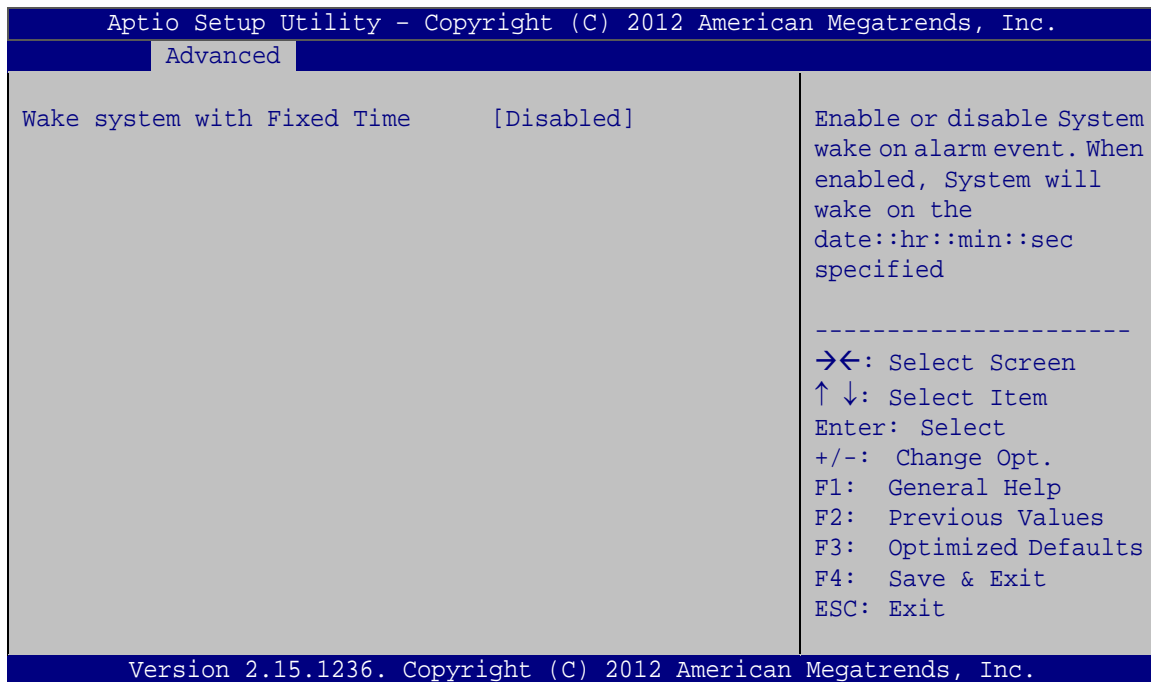 Aptio Setup Utility – Copyright (C) 2012 American Megatrends, Inc.
Advanced
Wake system with Fixed Time [Disabled]
Enable or disable System
wake on alarm event. When
enabled, System will
wake on the
date::hr::min::sec
specified
----------------------
→←: Select Screen
↑ ↓: Select Item
Enter: Select
+/-: Change Opt.
F1: General Help
F2: Previous Values
F3: Optimized Defaults
F4: Save & Exit
ESC: Exit
Version 2.15.1236. Copyright (C) 2012 American Megatrends, Inc.